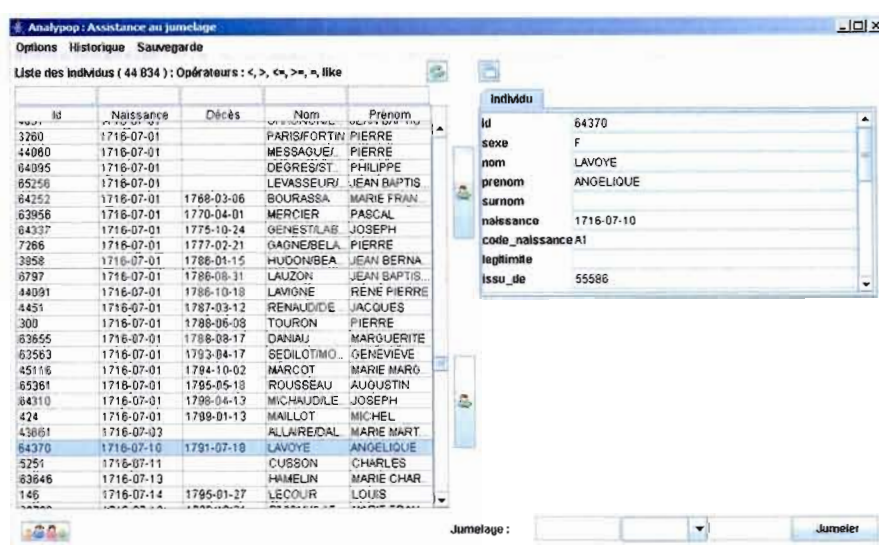 Analypop : Assistance au jumelage
Options Historique Sauvegarde
Liste des individus ( 44 834 ) : Opérateurs : <, >, <=, >=, =, like
Id Naissance Décès Nom Prénom
3260 1716-07-01 PARIS/FORTIN PIERRE
44060 1716-07-01 MESSAGUE/... PIERRE
64095 1716-07-01 DEGRES/ST... PHILIPPE
65256 1716-07-01 LEVASSEUR/... JEAN BAPTIS...
64252 1716-07-01 1768-03-06 BOURASSA MARIE FRAN...
63956 1716-07-01 1770-04-01 MERCIER PASCAL
64337 1716-07-01 1775-10-24 GENEST/LAB... JOSEPH
7266 1716-07-01 1777-02-21 GAGNE/BELA... PIERRE
3858 1716-07-01 1786-01-15 HUDON/BEA... JEAN BERNA...
6797 1716-07-01 1786-08-31 LAUZON JEAN BAPTIS...
44091 1716-07-01 1786-10-18 LAVIGNE RENE PIERRE
4451 1716-07-01 1787-03-12 RENAUD/DE... JACQUES
300 1716-07-01 1788-06-08 TOURON PIERRE
63655 1716-07-01 1788-08-17 DANIAU MARGUERITE
63563 1716-07-01 1793-04-17 SEDILOT/MO... GENEVIEVE
45116 1716-07-01 1794-10-02 MARCOT MARIE MARG...
65361 1716-07-01 1795-05-18 ROUSSEAU AUGUSTIN
64310 1716-07-01 1798-04-13 MICHAUD/LE... JOSEPH
424 1716-07-01 1789-01-13 MAILLOT MICHEL
43861 1716-07-03 ALLAIRE/DAL... MARIE MART...
64370 1716-07-10 1791-07-18 LAVOYE ANGELIQUE
5251 1716-07-11 CUSSON CHARLES
63646 1716-07-13 HAMELIN MARIE CHAR...
146 1716-07-14 1795-01-27 LECOUR LOUIS
Individu
id 64370
sexe F
nom LAVOYE
prenom ANGELIQUE
surnom
naissance 1716-07-10
code_naissance A1
legitimite
issu_de 55586
Jumelage :
Jumeler